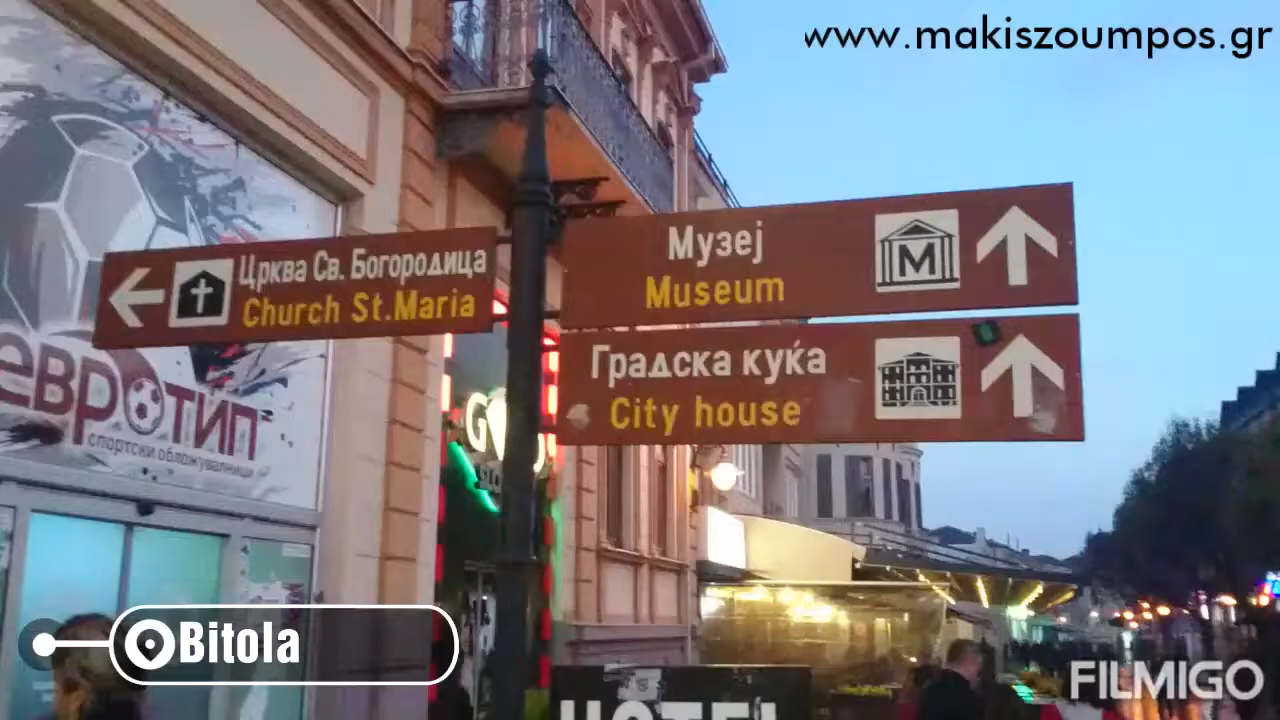 www.makiszoumpos.gr
Црква Св. Богородица
Church St.Maria
Музеј
Museum
M
Градска куќа
City house
евротип
спортски обложувалници
Bitola
HOTEL
FILMIGO